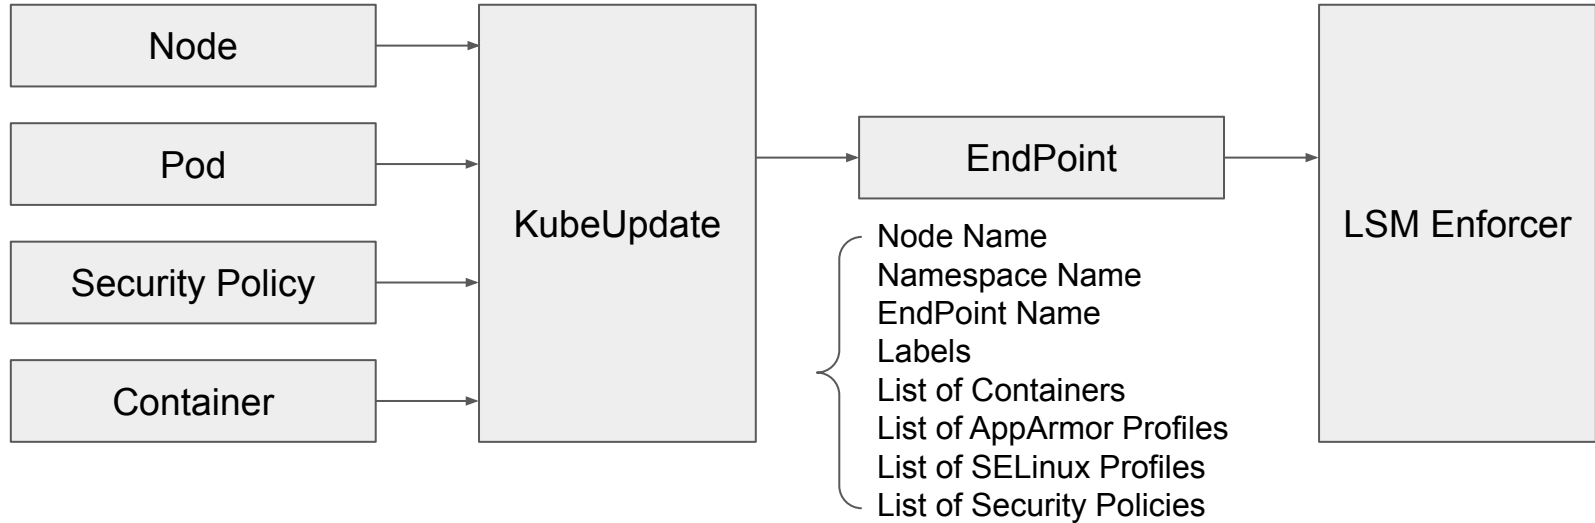 Node
Pod
Security Policy
Container
KubeUpdate
EndPoint
Node Name
Namespace Name
EndPoint Name
Labels
List of Containers
List of AppArmor Profiles
List of SELinux Profiles
List of Security Policies
LSM Enforcer